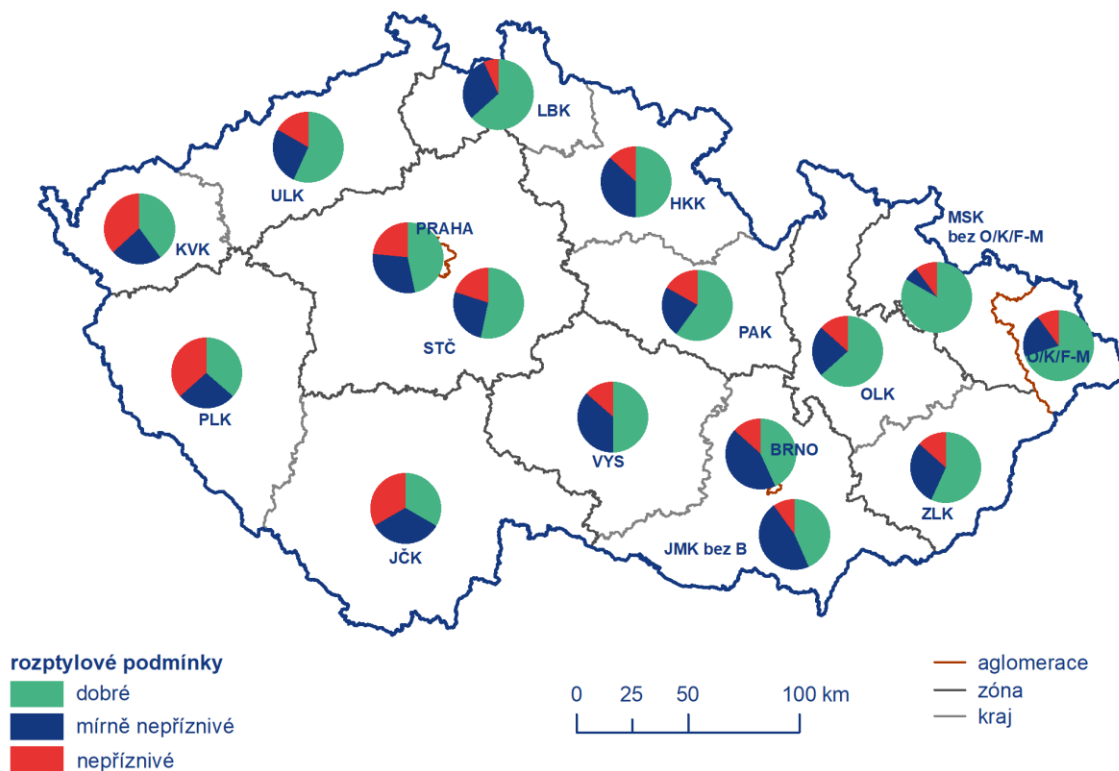 LBK
ULK
HKK
KVK
PRAHA
MSK
bez O/K/F-M
STČ
PAK
O/K/F-M
OLK
PLK
VYS
BRNO
ZLK
JČK
JMK bez B
rozptylové podmínky
dobré
mírně nepříznivé
nepříznivé
0 25 50 100 km
aglomerace
zóna
kraj